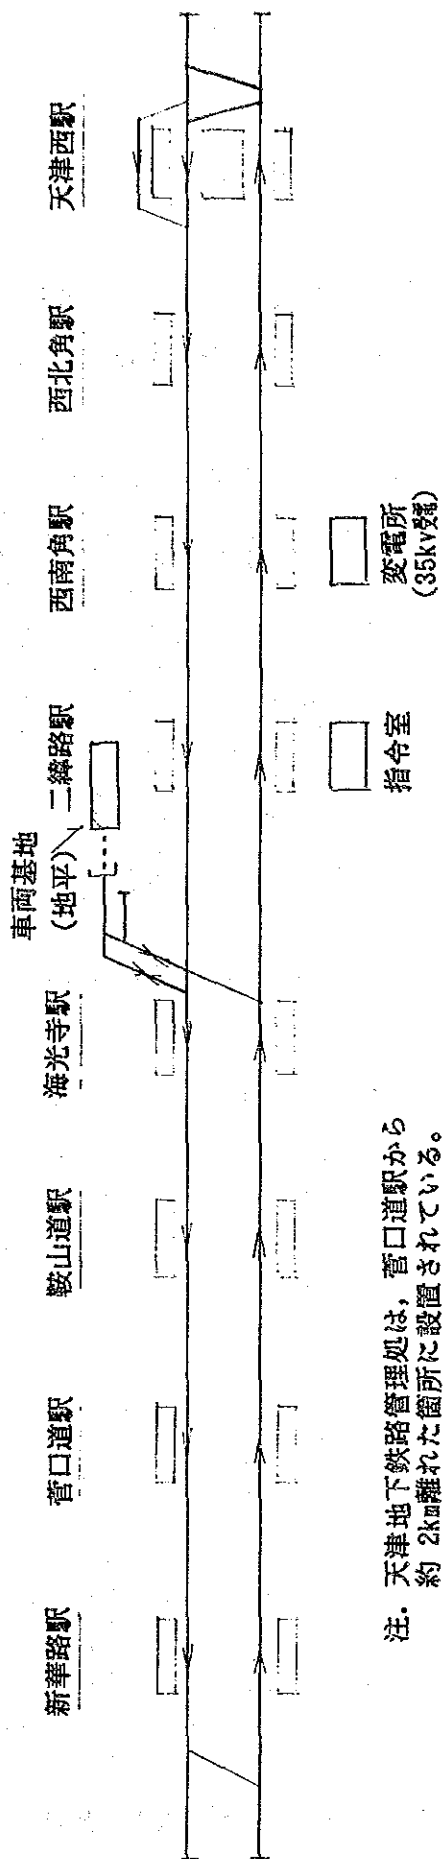 新華路駅
菅口道駅
鞍山道駅
海光寺駅
車両基地
(地平)
二緯路駅
西南角駅
西北角駅
天津西駅
指令室
変電所
(35kv受電)
注. 天津地下鉄路管理処は, 菅口道駅から
約 2km離れた箇所に設置されている。